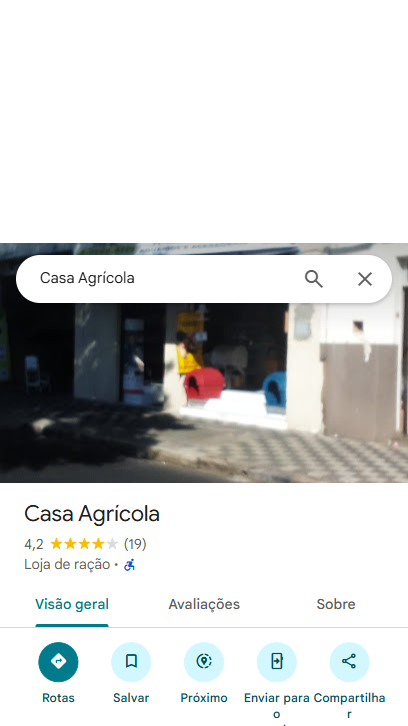 Casa Agrícola
Casa Agrícola
4,2 (19)
Loja de ração ·
Visão geral Avaliações Sobre
Rotas Salvar Próximo Enviar para Compartilha
o r